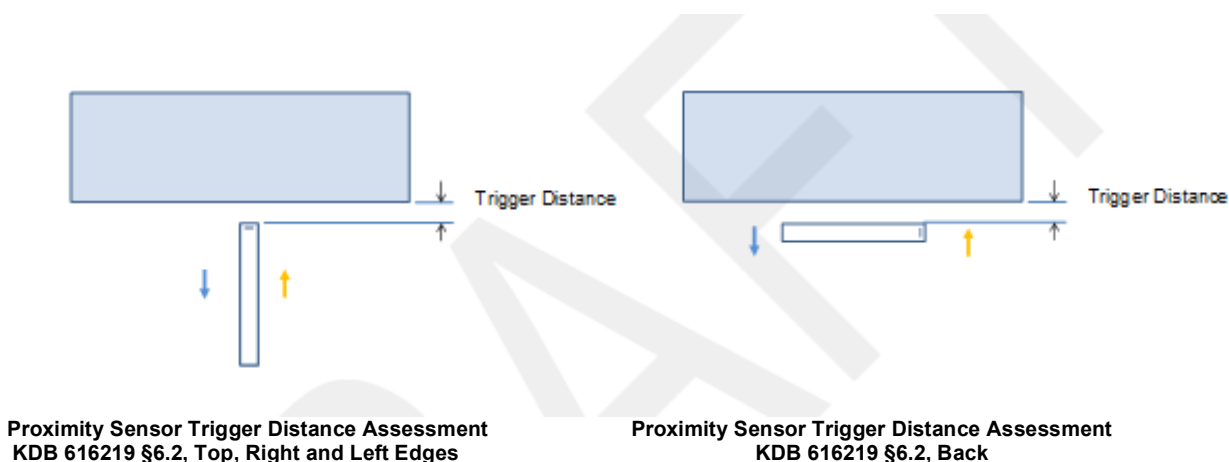 Trigger Distance
Trigger Distance
Proximity Sensor Trigger Distance Assessment
KDB 616219 §6.2, Top, Right and Left Edges
Proximity Sensor Trigger Distance Assessment
KDB 616219 §6.2, Back